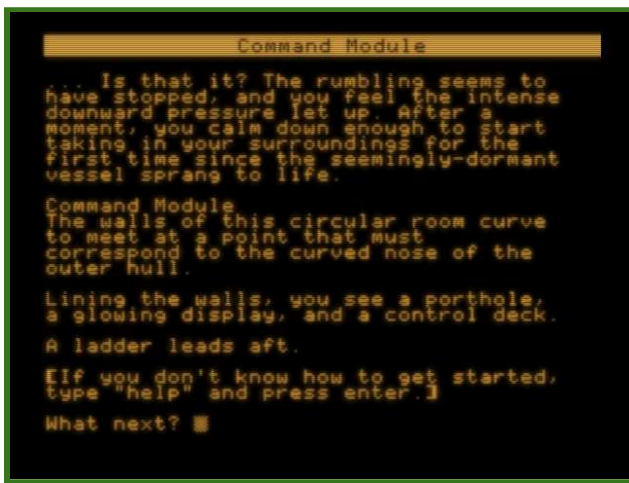 Command Module
... Is that it? The rumbling seems to
have stopped, and you feel the intense
downward pressure let up. After a
moment, you calm down enough to start
taking in your surroundings for the
first time since the seemingly-dormant
vessel sprang to life.
Command Module
The walls of this circular room curve
to meet at a point that must
correspond to the curved nose of the
outer hull.
Lining the walls, you see a porthole,
a glowing display, and a control deck.
A ladder leads aft.
[If you don't know how to get started,
type "help" and press enter.]
What next?